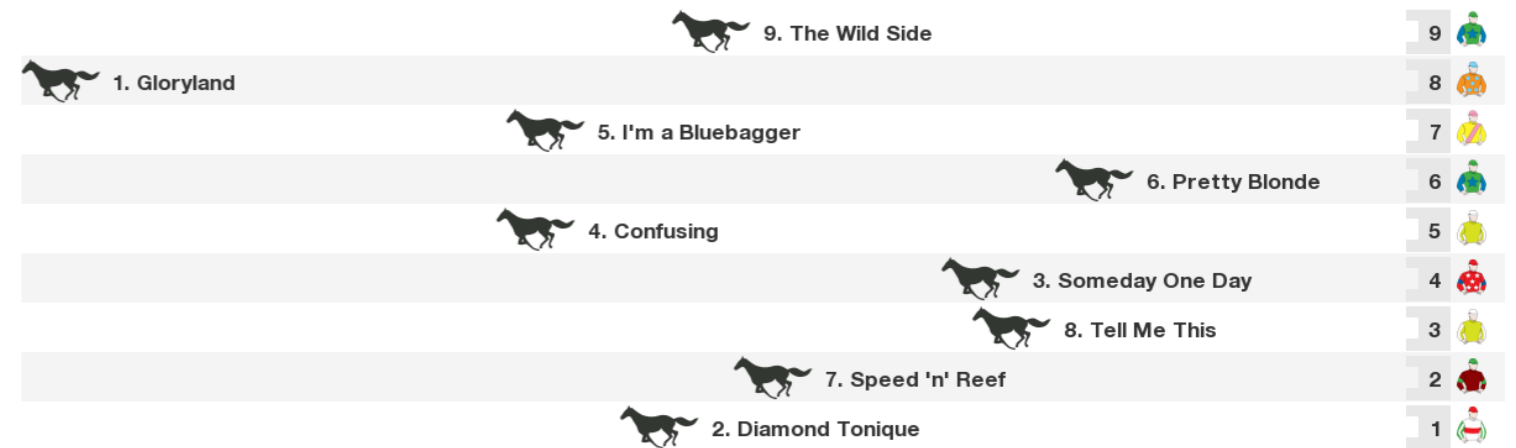 9. The Wild Side 9
1. Gloryland 8
5. I'm a Bluebagger 7
6. Pretty Blonde 6
4. Confusing 5
3. Someday One Day 4
8. Tell Me This 3
7. Speed 'n' Reef 2
2. Diamond Tonique 1